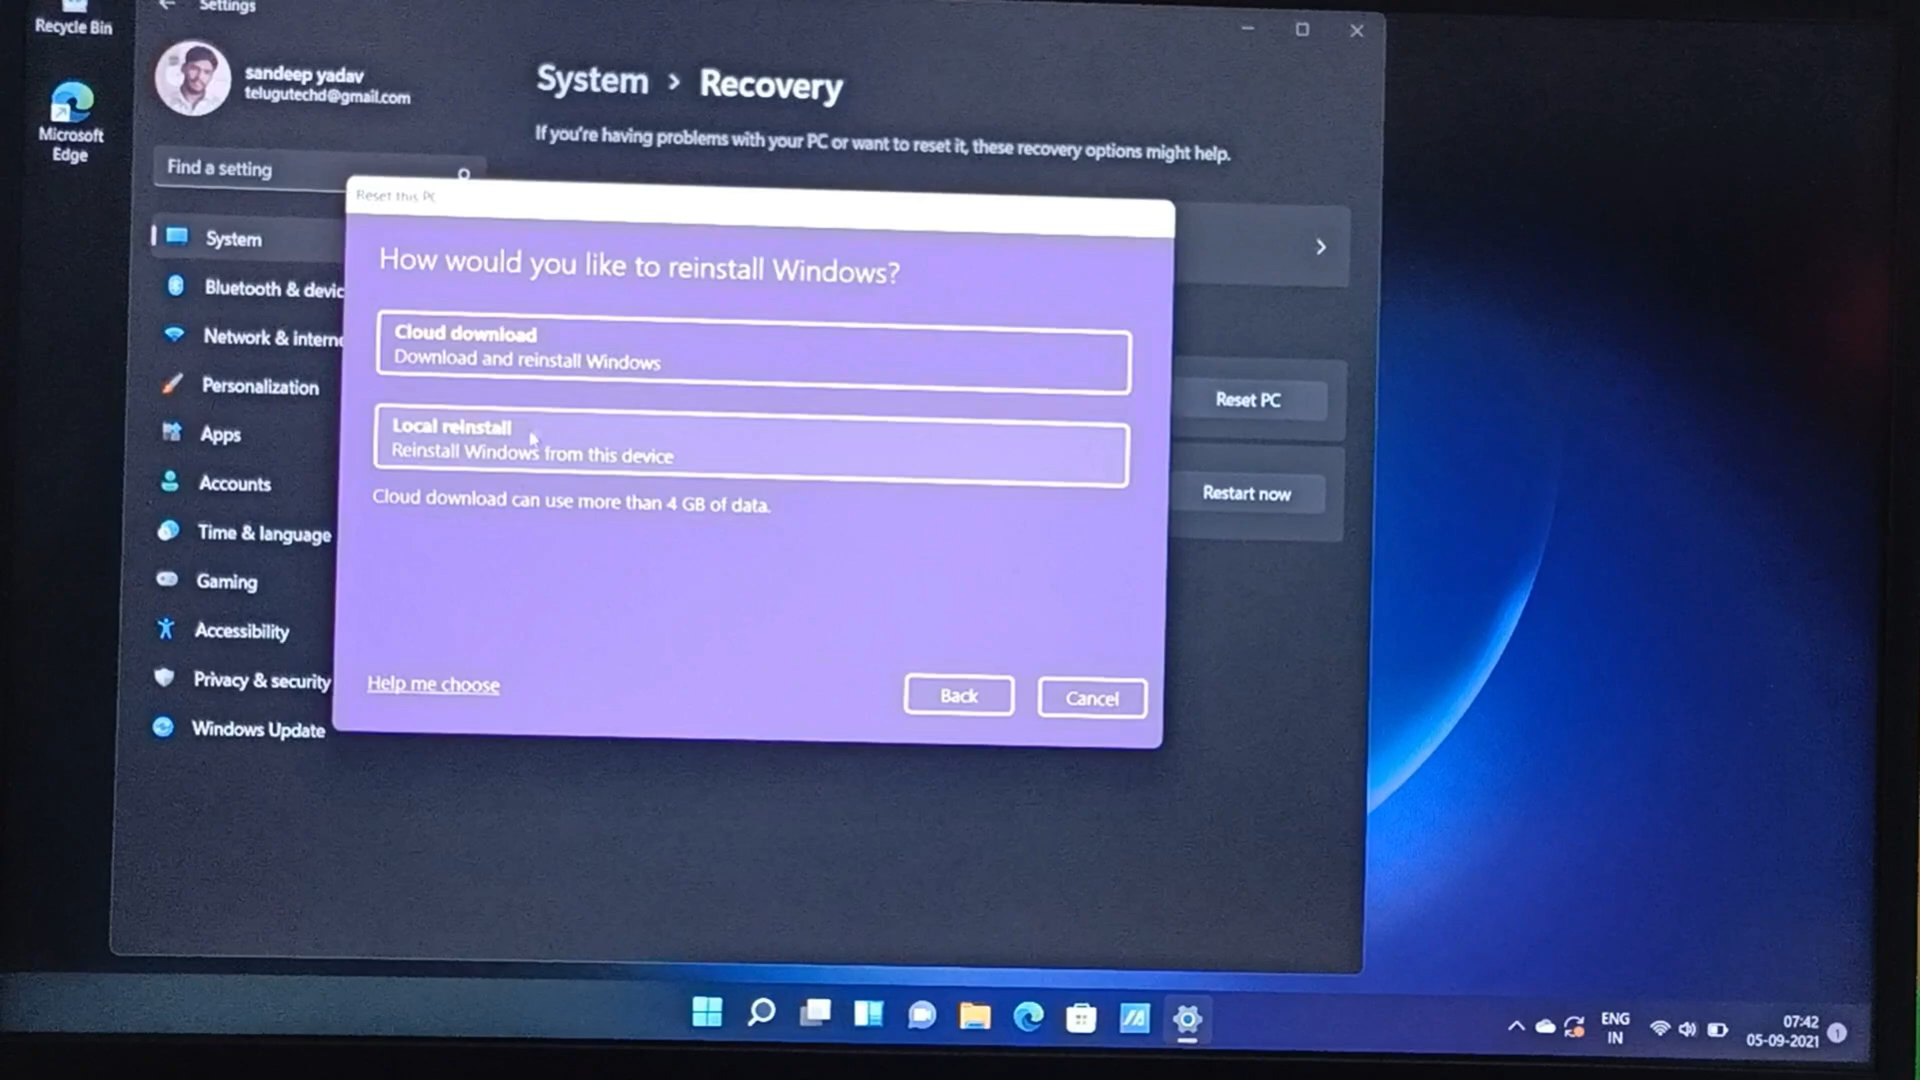 Recycle Bin
Microsoft
Edge
Settings
sandeep yadav
telugutechd@gmail.com
Find a setting
System
Bluetooth & devic
Network & interne
Personalization
Apps
Accounts
Time & language
Gaming
Accessibility
Privacy & security
Windows Update
System > Recovery
If you're having problems with your PC or want to reset it, these recovery options might help.
Reset this PC
How would you like to reinstall Windows?
Cloud download
Download and reinstall Windows
Local reinstall
Reinstall Windows from this device
Cloud download can use more than 4 GB of data.
Help me choose
Back
Cancel
Reset PC
Restart now
ENG
IN
07:42
05-09-2021
1